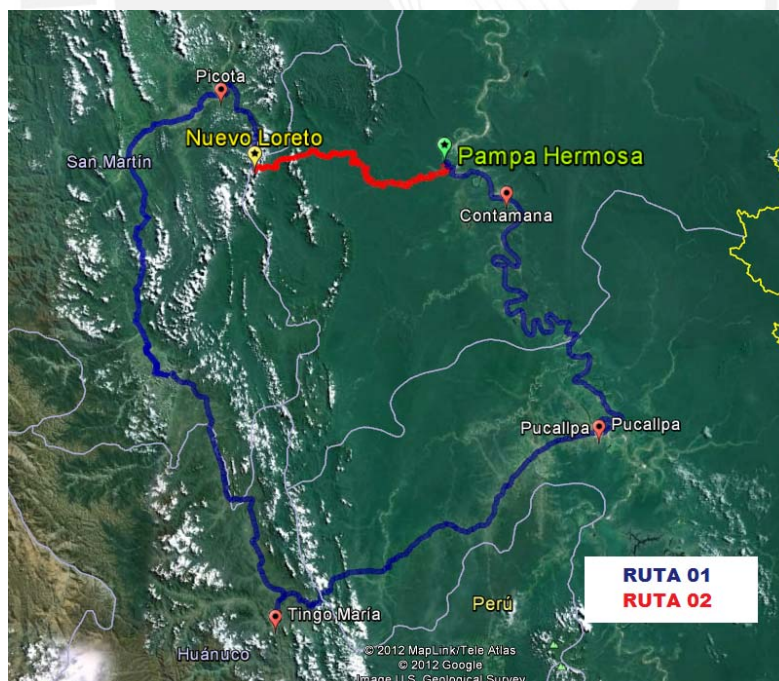 Picota
Nuevo Loreto
San Martín
Pampa Hermosa
Contamana
Pucallpa Pucallpa
RUTA 01
RUTA 02
Perú
Tingo María
Huánuco
© 2012 MapLink/Tele Atlas
© 2012 Google
Image U.S. Geological Survey